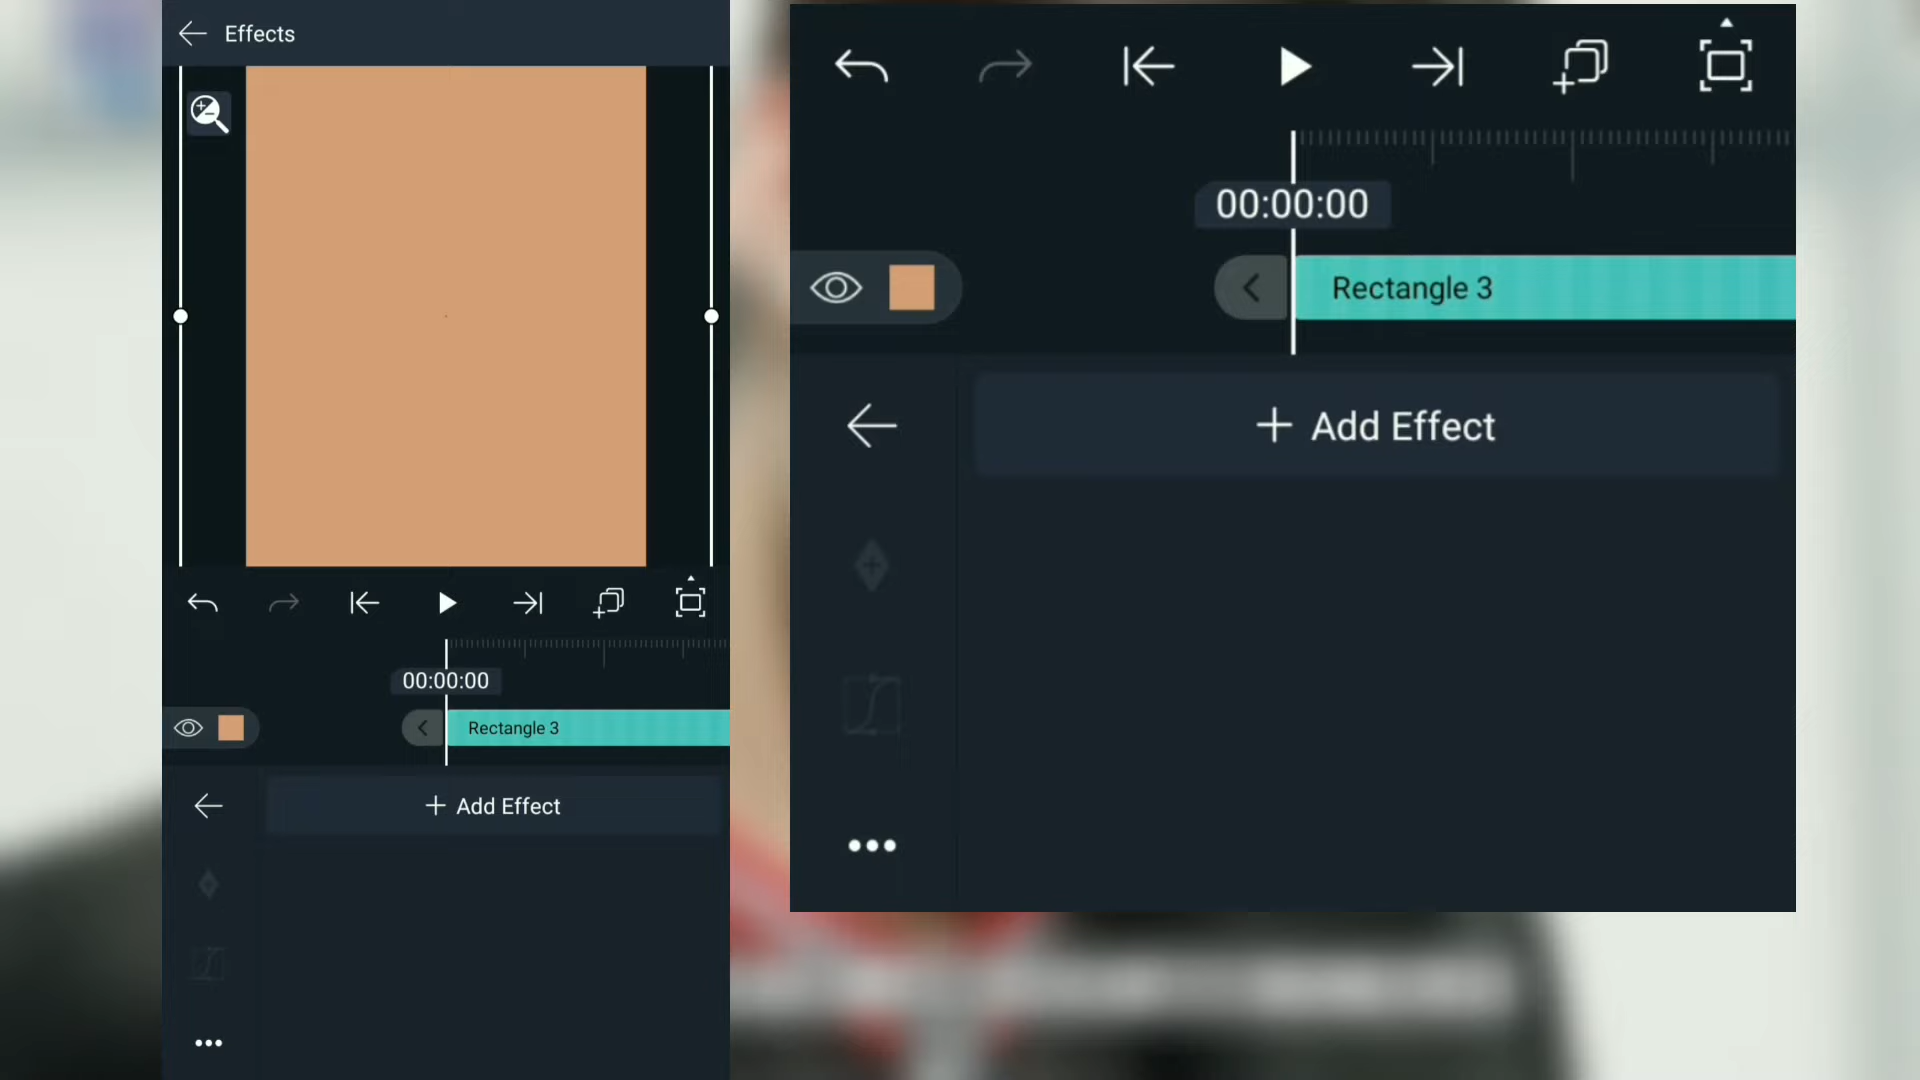 Effects
00:00:00
Rectangle 3
+ Add Effect
00:00:00
Rectangle 3
+ Add Effect